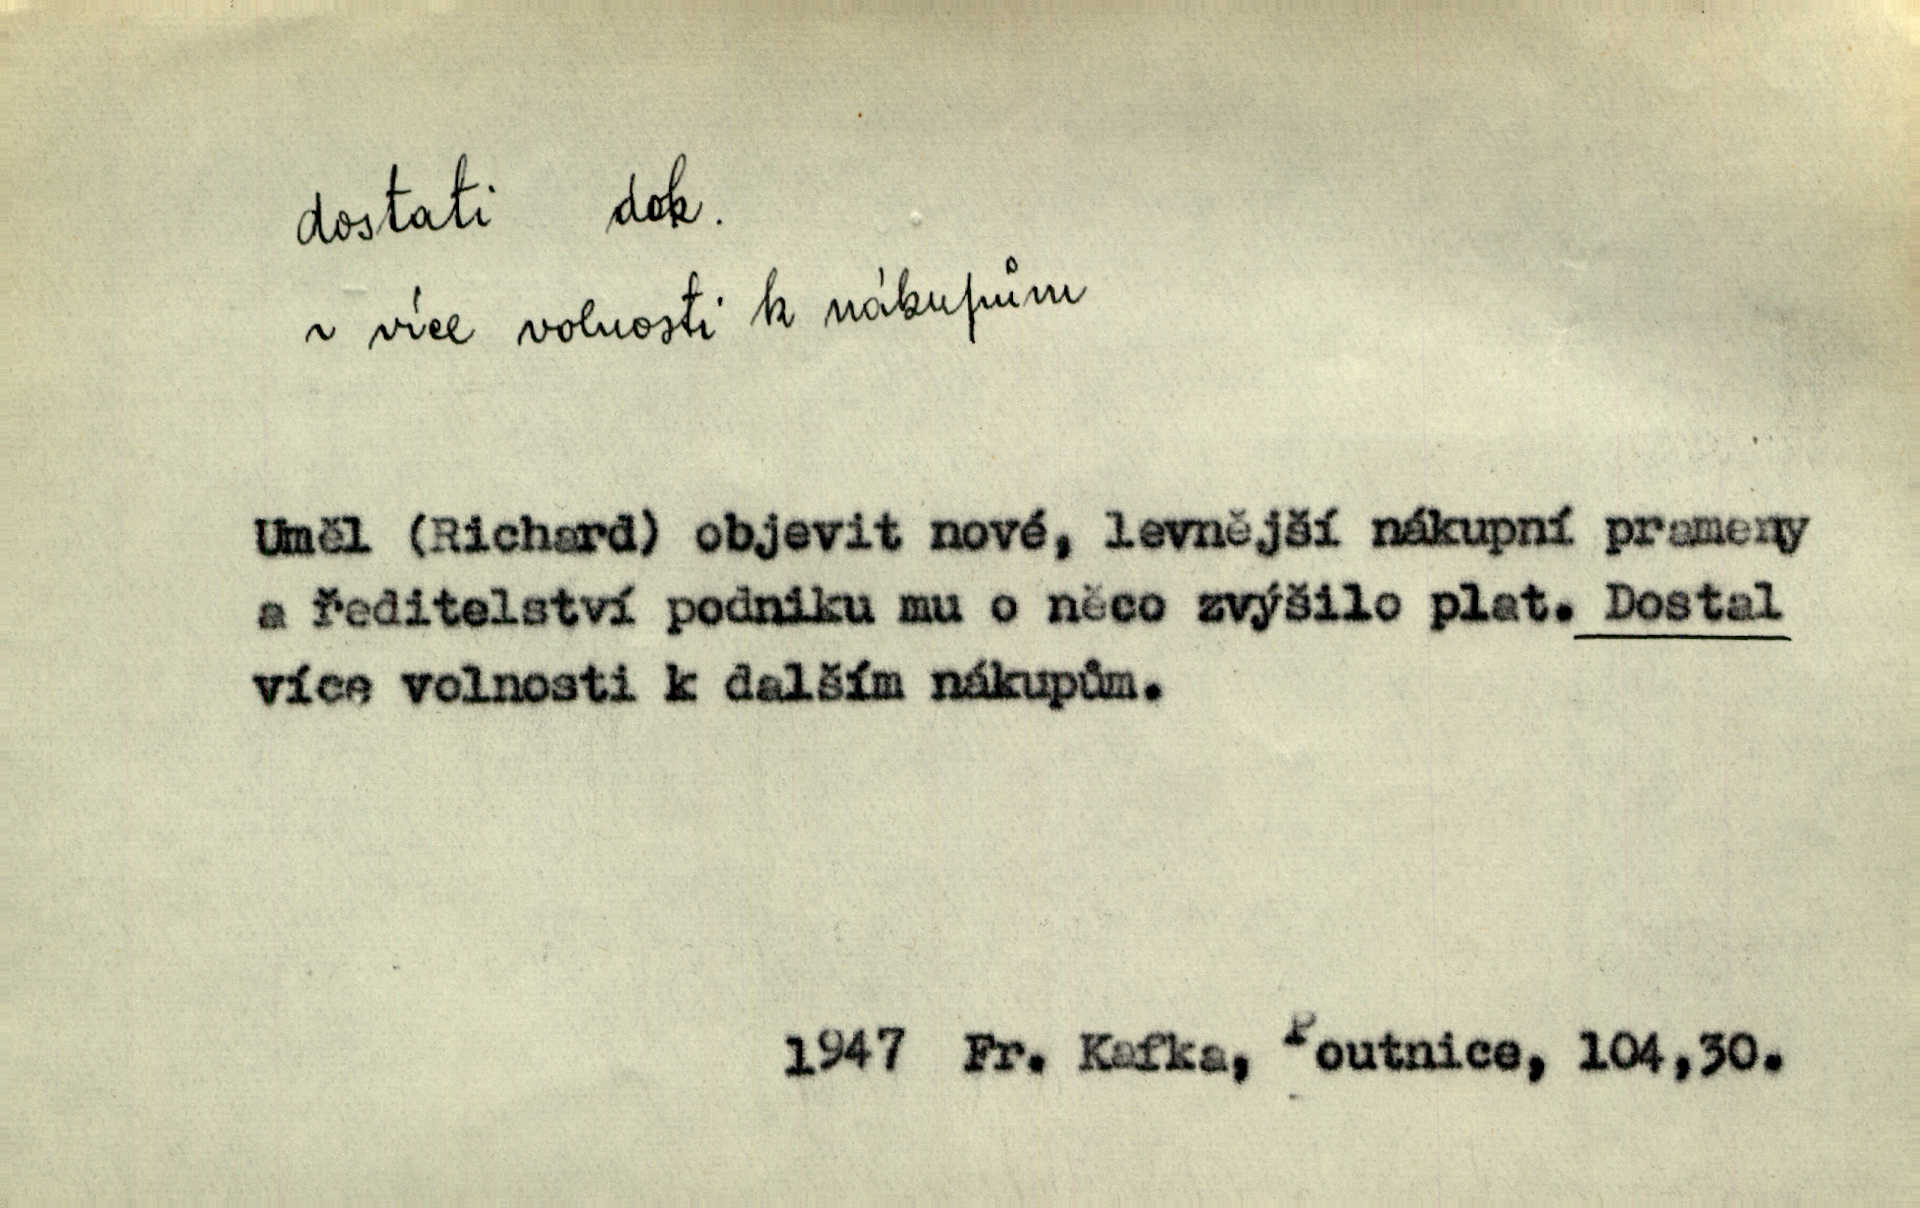 dostati dok.
~ více volnosti k nákupům
Uměl (Richard) objevit nové, levnější nákupní prameny
a ředitelství podniku mu o něco zvýšilo plat. Dostal
více volnosti k dalším nákupům.
1947 Fr. Kafka, Poutnice, 104,30.